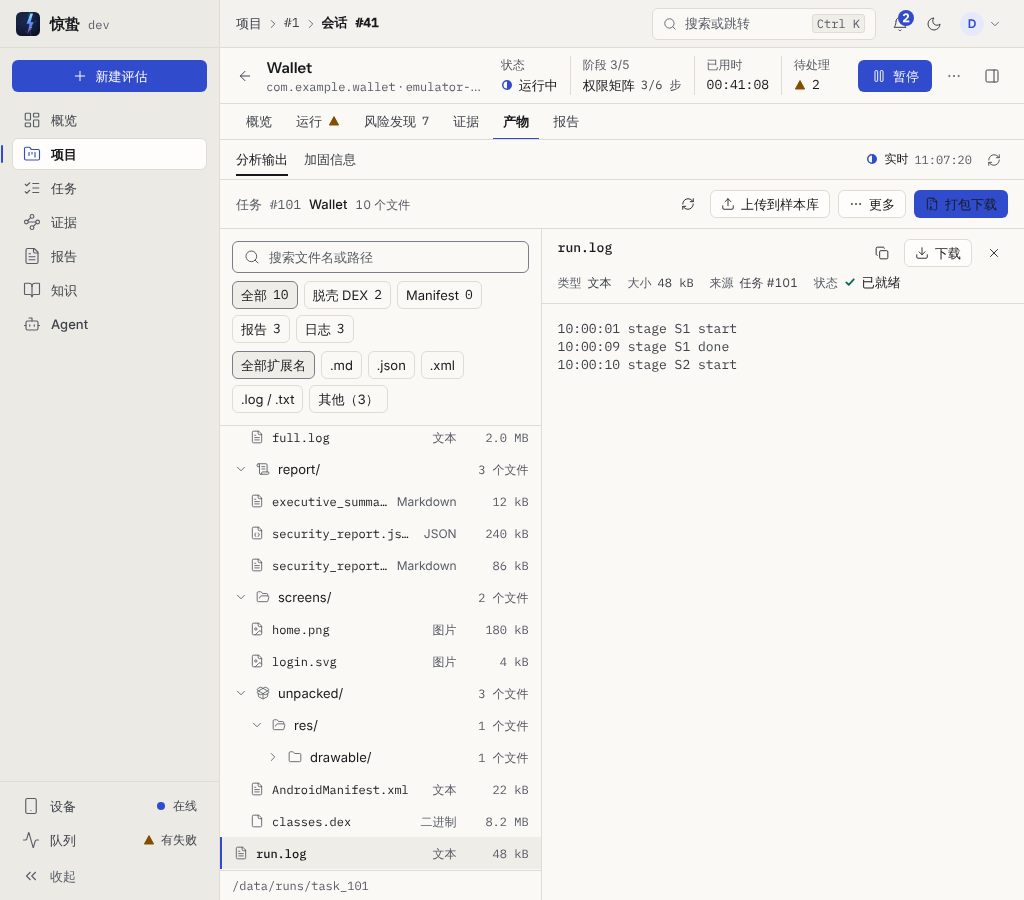 惊蛰 dev
项目 > #1 > 会话 #41
搜索或跳转 Ctrl K
2
D
新建评估
概览
项目
任务
证据
报告
知识
Agent
设备 在线
队列 有失败
收起
Wallet
com.example.wallet · emulator-…
状态
运行中
阶段 3/5
权限矩阵 3/6 步
已用时
00:41:08
待处理
2
暂停
概览 运行 风险发现 7 证据 产物 报告
分析输出 加固信息
实时 11:07:20
任务 #101 Wallet 10 个文件
上传到样本库
更多
打包下载
搜索文件名或路径
全部 10 脱壳 DEX 2 Manifest 0
报告 3 日志 3
全部扩展名 .md .json .xml
.log / .txt 其他（3）
full.log 文本 2.0 MB
report/ 3 个文件
executive_summa… Markdown 12 kB
security_report.js… JSON 240 kB
security_report… Markdown 86 kB
screens/ 2 个文件
home.png 图片 180 kB
login.svg 图片 4 kB
unpacked/ 3 个文件
res/ 1 个文件
drawable/ 1 个文件
AndroidManifest.xml 文本 22 kB
classes.dex 二进制 8.2 MB
run.log 文本 48 kB
/data/runs/task_101
run.log
下载
类型 文本 大小 48 kB 来源 任务 #101 状态 已就绪
10:00:01 stage S1 start
10:00:09 stage S1 done
10:00:10 stage S2 start